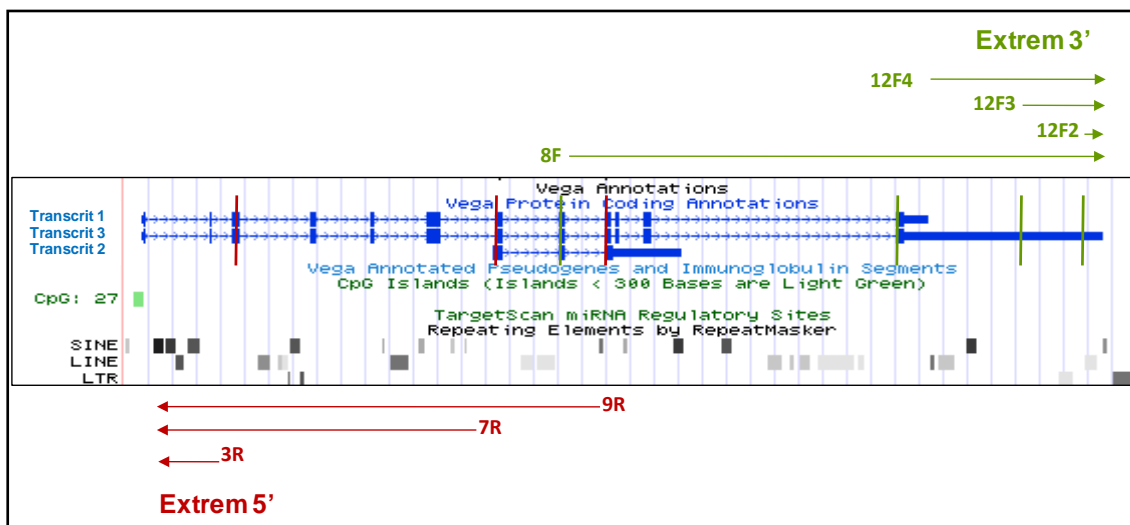 Extrem 3’
12F4
12F3
12F2
8F
Vega Annotations
Vega Protein Coding Annotations
Transcrit 1
Transcrit 3
Transcrit 2
Vega Annotated Pseudogenes and Immunoglobulin Segments
CpG Islands (Islands < 300 Bases are Light Green)
CpG: 27
TargetScan miRNA Regulatory Sites
Repeating Elements by RepeatMasker
SINE
LINE
LTR
9R
7R
3R
Extrem 5’